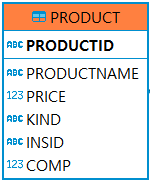 PRODUCT
ABC PRODUCTID
ABC PRODUCTNAME
123 PRICE
ABC KIND
ABC INSID
123 COMP